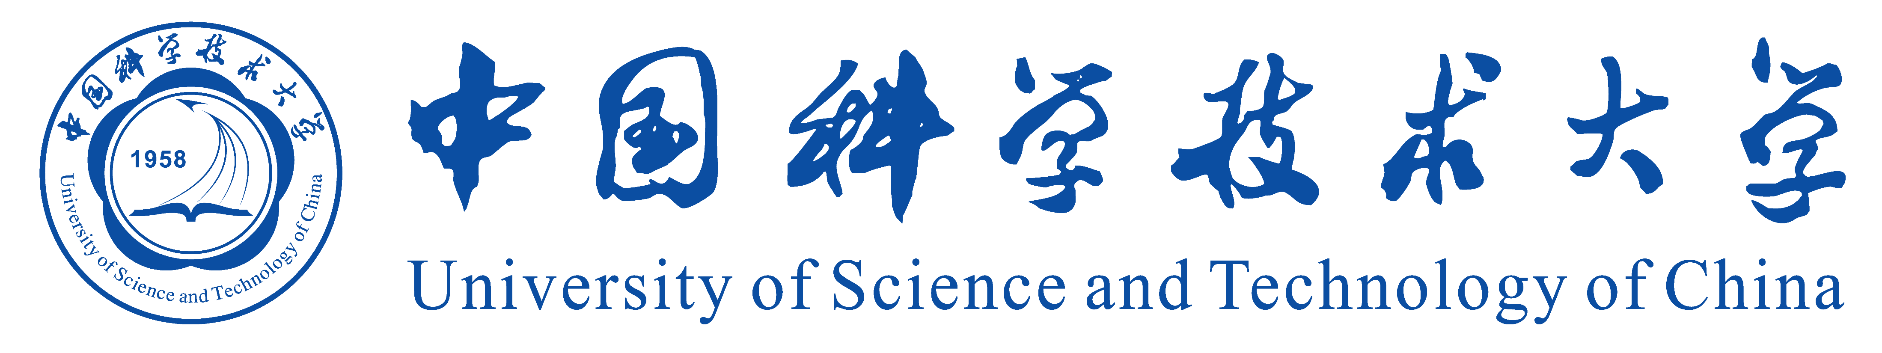 中国科学技术大学
1958
University of Science and Technology of China
中国科学技术大学
University of Science and Technology of China